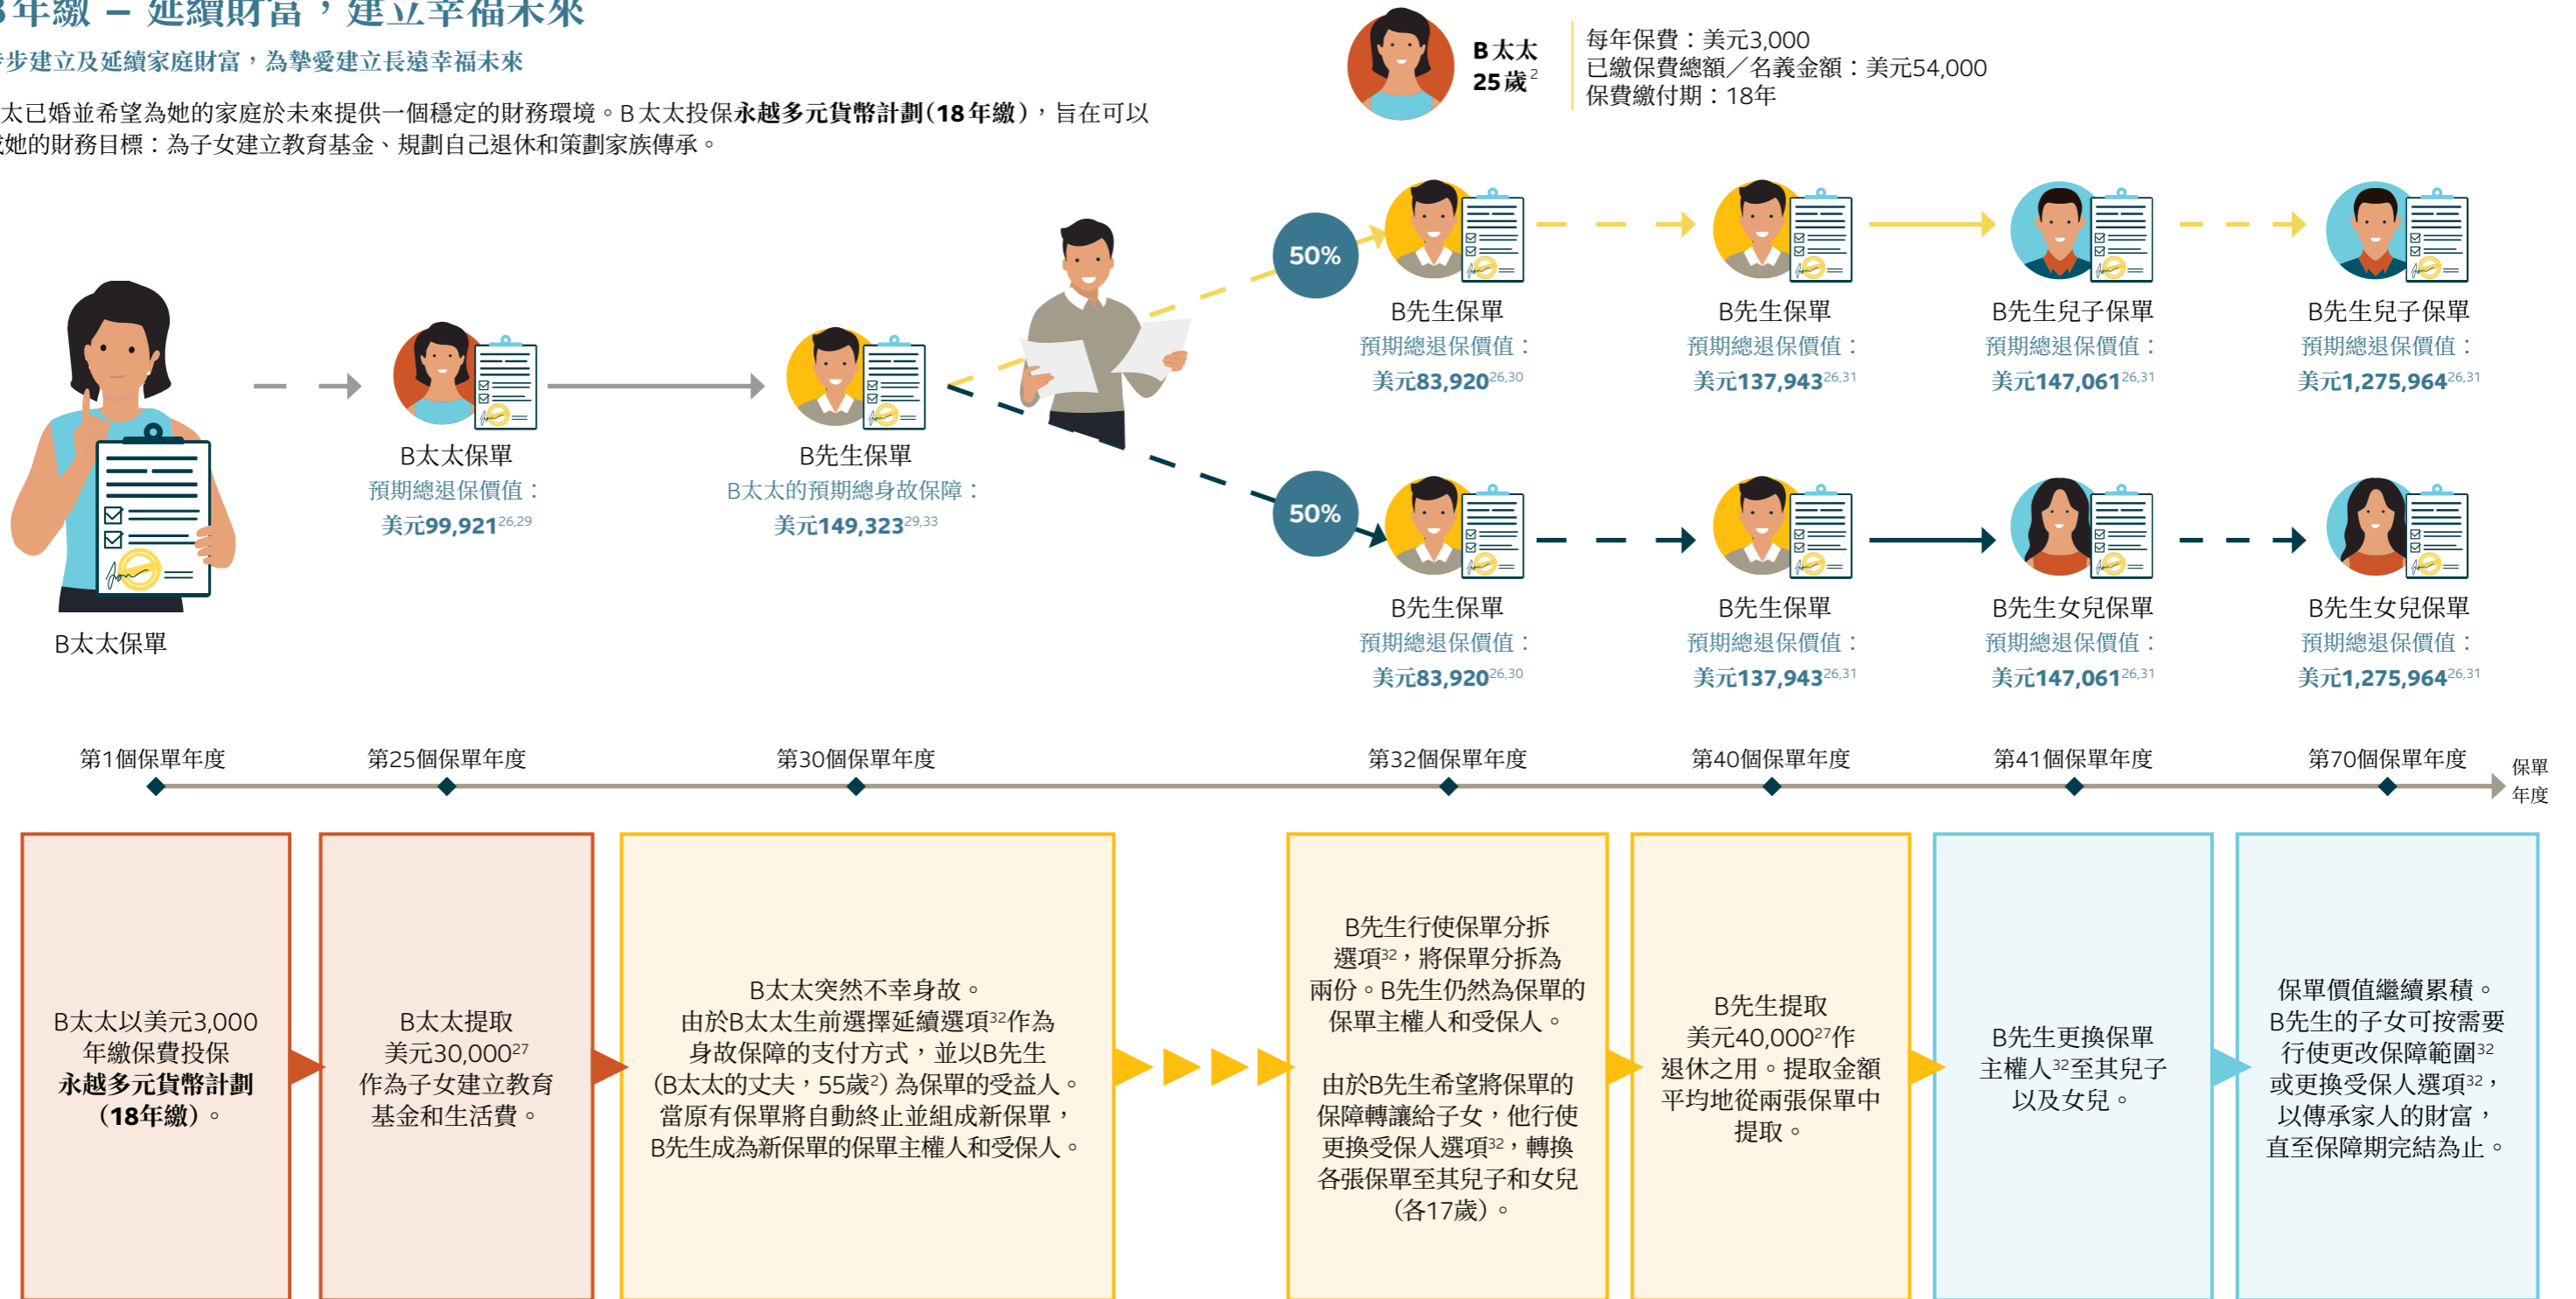 年繳 – 延續財富，建立幸福未來
步建立及延續家庭財富，為摯愛建立長遠幸福未來
太已婚並希望為她的家庭於未來提供一個穩定的財務環境。B太太投保永越多元貨幣計劃（18年繳），旨在可以
她的財務目標：為子女建立教育基金、規劃自己退休和策劃家族傳承。
B太太
25歲2
每年保費：美元3,000
已繳保費總額／名義金額：美元54,000
保費繳付期：18年
B太太保單
B太太保單
預期總退保價值：
美元99,92126,29
B先生保單
B太太的預期總身故保障：
美元149,32329,33
50%
B先生保單
預期總退保價值：
美元83,92026,30
B先生保單
預期總退保價值：
美元137,94326,31
B先生兒子保單
預期總退保價值：
美元147,06126,31
B先生兒子保單
預期總退保價值：
美元1,275,96426,31
50%
B先生保單
預期總退保價值：
美元83,92026,30
B先生保單
預期總退保價值：
美元137,94326,31
B先生女兒保單
預期總退保價值：
美元147,06126,31
B先生女兒保單
預期總退保價值：
美元1,275,96426,31
第1個保單年度
第25個保單年度
第30個保單年度
第32個保單年度
第40個保單年度
第41個保單年度
第70個保單年度
保單
年度
B太太以美元3,000
年繳保費投保
永越多元貨幣計劃
（18年繳）。
B太太提取
美元30,00027
作為子女建立教育
基金和生活費。
B太太突然不幸身故。
由於B太太生前選擇延續選項32作為
身故保障的支付方式，並以B先生
（B太太的丈夫，55歲2）為保單的受益人。
當原有保單將自動終止並組成新保單，
B先生成為新保單的保單主權人和受保人。
B先生行使保單分拆
選項32，將保單分拆為
兩份。B先生仍然為保單的
保單主權人和受保人。
由於B先生希望將保單的
保障轉讓給子女，他行使
更換受保人選項32，轉換
各張保單至其兒子和女兒
（各17歲）。
B先生提取
美元40,00027作
退休之用。提取金額
平均地從兩張保單中
提取。
B先生更換保單
主權人32至其兒子
以及女兒。
保單價值繼續累積。
B先生的子女可按需要
行使更改保障範圍32
或更換受保人選項32，
以傳承家人的財富，
直至保障期完結為止。